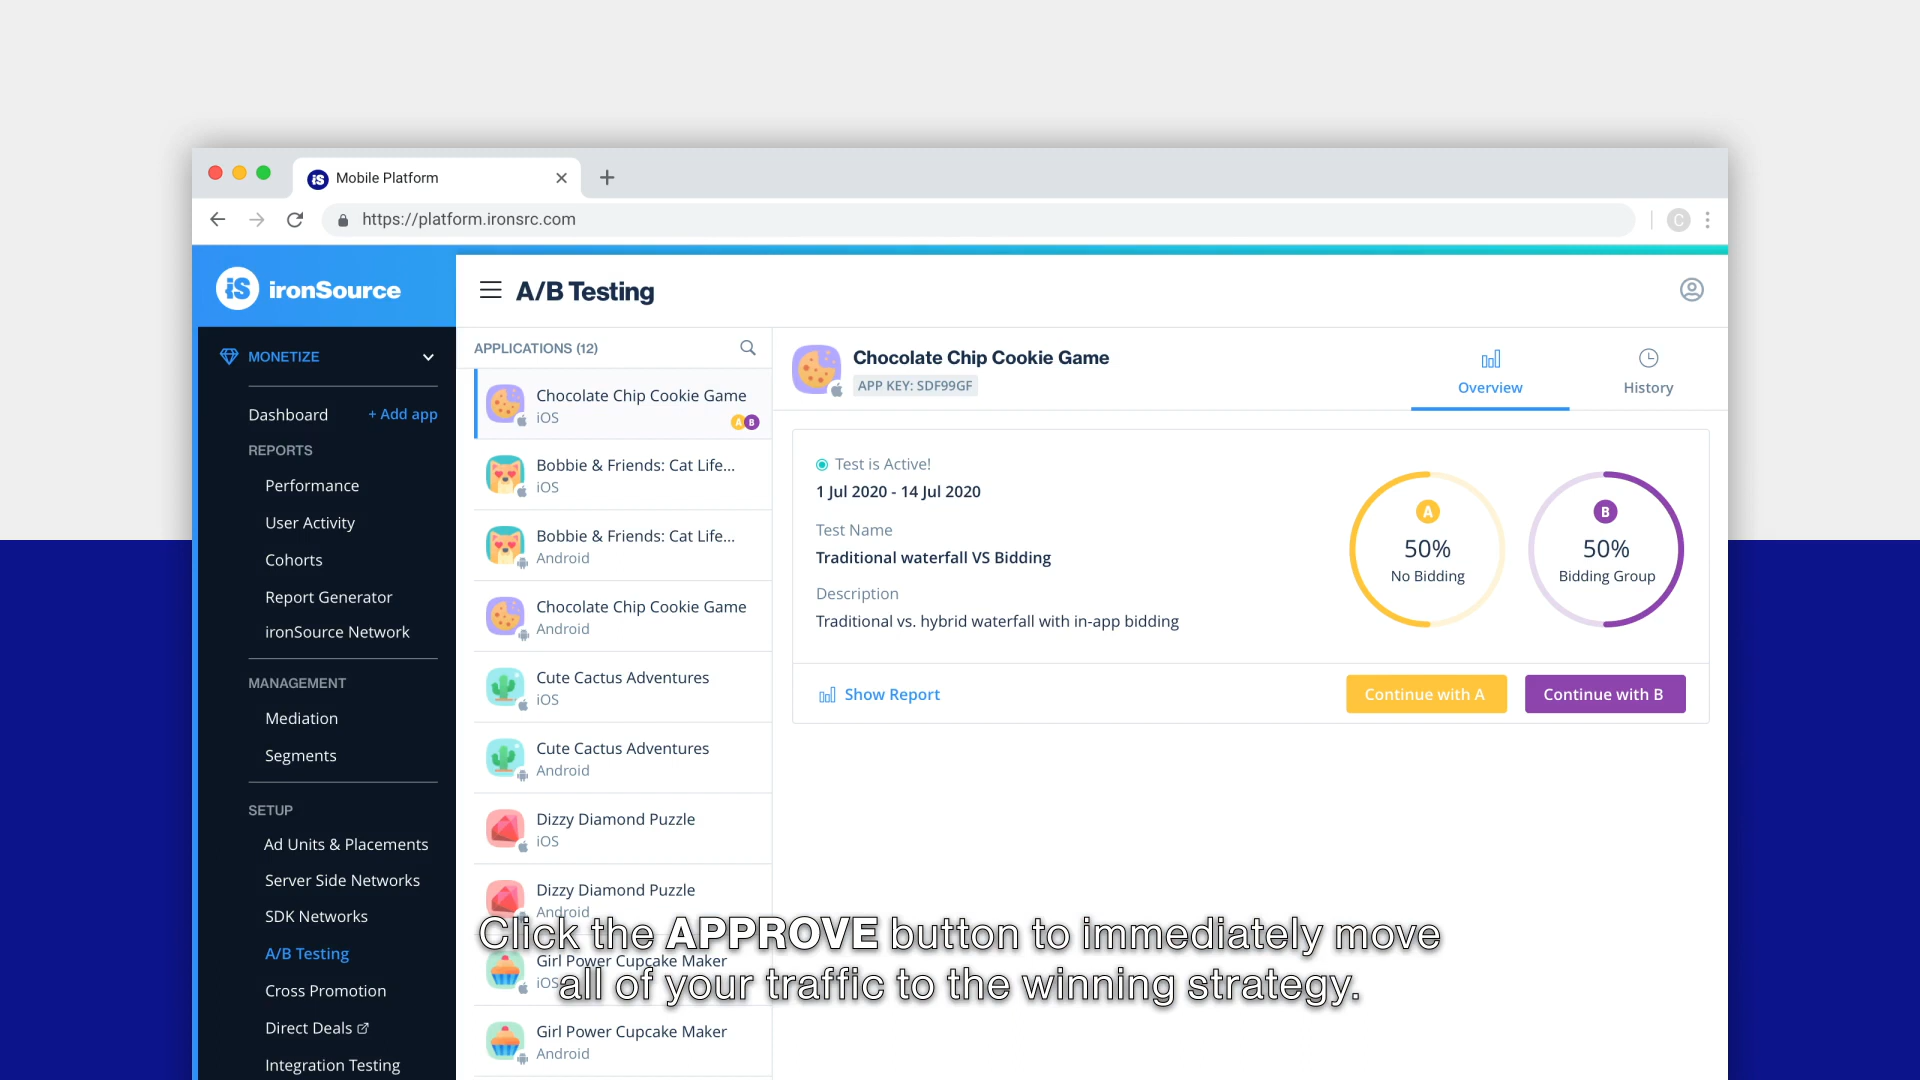 Mobile Platform
https://platform.ironsrc.com
C
iS ironSource
A/B Testing
MONETIZE
Dashboard + Add app
REPORTS
Performance
User Activity
Cohorts
Report Generator
ironSource Network
MANAGEMENT
Mediation
Segments
SETUP
Ad Units & Placements
Server Side Networks
SDK Networks
A/B Testing
Cross Promotion
Direct Deals
Integration Testing
APPLICATIONS (12)
Chocolate Chip Cookie Game
iOS
A B
Bobbie & Friends: Cat Life...
iOS
Bobbie & Friends: Cat Life...
Android
Chocolate Chip Cookie Game
Android
Cute Cactus Adventures
iOS
Cute Cactus Adventures
Android
Dizzy Diamond Puzzle
iOS
Dizzy Diamond Puzzle
Android
Girl Power Cupcake Maker
iOS
Girl Power Cupcake Maker
Android
Chocolate Chip Cookie Game
APP KEY: SDF99GF
Overview
History
Test is Active!
1 Jul 2020 - 14 Jul 2020
Test Name
Traditional waterfall VS Bidding
Description
Traditional vs. hybrid waterfall with in-app bidding
A
50%
No Bidding
B
50%
Bidding Group
Show Report
Continue with A
Continue with B
Click the APPROVE button to immediately move
all of your traffic to the winning strategy.